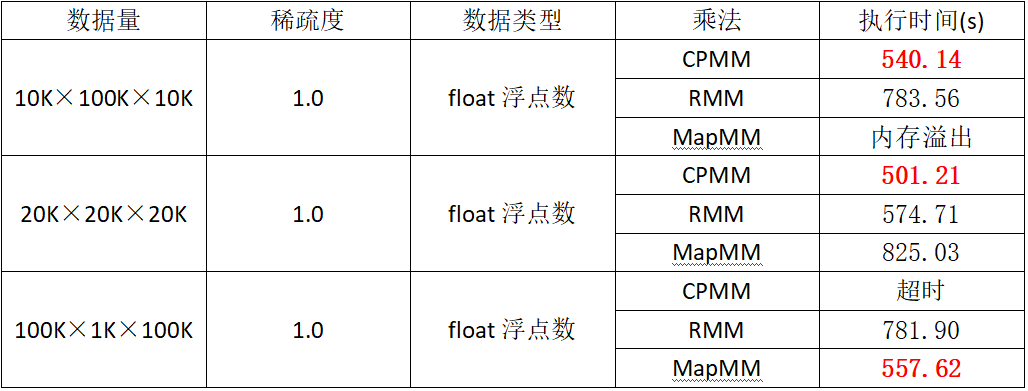 数据量 稀疏度 数据类型 乘法 执行时间(s)
10K×100K×10K 1.0 float 浮点数 CPMM 540.14
RMM 783.56
MapMM 内存溢出
20K×20K×20K 1.0 float 浮点数 CPMM 501.21
RMM 574.71
MapMM 825.03
100K×1K×100K 1.0 float 浮点数 CPMM 超时
RMM 781.90
MapMM 557.62